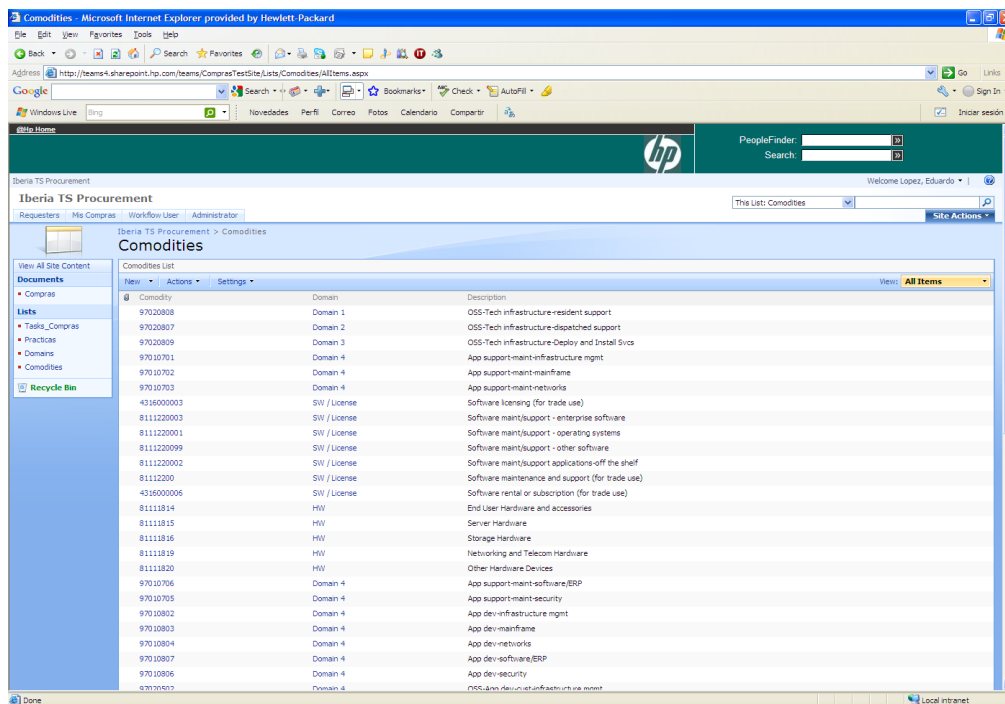 Comodities - Microsoft Internet Explorer provided by Hewlett-Packard
File Edit View Favorites Tools Help
Back Search Favorites
Address http://teams4.sharepoint.hp.com/teams/ComprasTestSite/Lists/Comodities/AllItems.aspx Go Links
Google Search Bookmarks Check AutoFill Sign In
Windows Live Bing Novedades Perfil Correo Fotos Calendario Compartir Iniciar sesión
@Hp Home
hp
PeopleFinder:
Search:
Iberia TS Procurement Welcome Lopez, Eduardo
Iberia TS Procurement
This List: Comodities
Requesters Mis Compras Workflow User Administrator Site Actions
Iberia TS Procurement > Comodities
Comodities
View All Site Content
Documents
Compras
Lists
Tasks_Compras
Practicas
Domains
Comodities
Recycle Bin
Comodities List
New Actions Settings View: All Items
Comodity Domain Description
97020808 Domain 1 OSS-Tech infrastructure-resident support
97020807 Domain 2 OSS-Tech infrastructure-dispatched support
97020809 Domain 3 OSS-Tech infrastructure-Deploy and Install Svcs
97010701 Domain 4 App support-maint-infrastructure mgmt
97010702 Domain 4 App support-maint-mainframe
97010703 Domain 4 App support-maint-networks
4316000003 SW / License Software licensing (for trade use)
8111220003 SW / License Software maint/support - enterprise software
8111220001 SW / License Software maint/support - operating systems
8111220099 SW / License Software maint/support - other software
8111220002 SW / License Software maint/support applications-off the shelf
81112200 SW / License Software maintenance and support (for trade use)
4316000006 SW / License Software rental or subscription (for trade use)
81111814 HW End User Hardware and accessories
81111815 HW Server Hardware
81111816 HW Storage Hardware
81111819 HW Networking and Telecom Hardware
81111820 HW Other Hardware Devices
97010706 Domain 4 App support-maint-software/ERP
97010705 Domain 4 App support-maint-security
97010802 Domain 4 App dev-infrastructure mgmt
97010803 Domain 4 App dev-mainframe
97010804 Domain 4 App dev-networks
97010807 Domain 4 App dev-software/ERP
97010806 Domain 4 App dev-security
97020502 Domain 4 OSS-App dev-cust-infrastructure mgmt
Done Local intranet